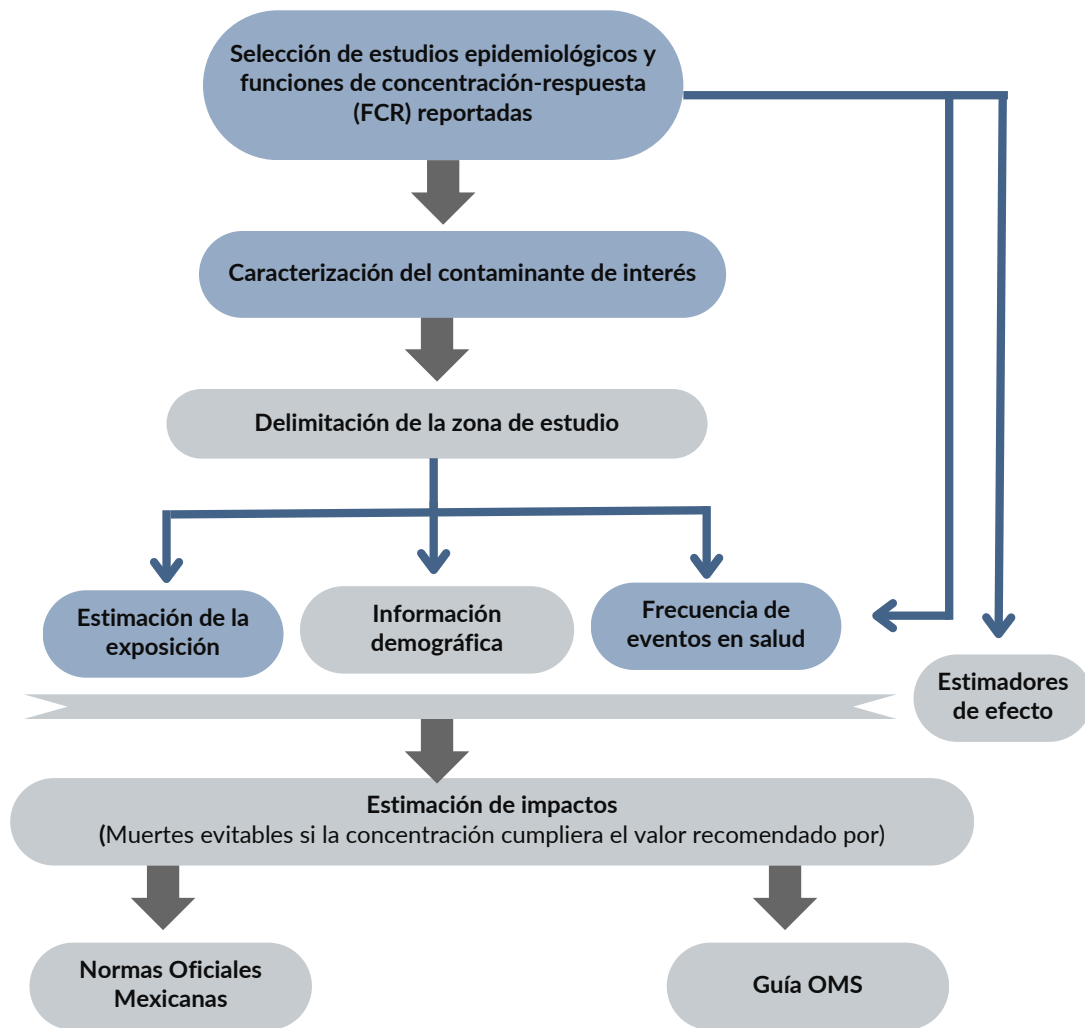 Selección de estudios epidemiológicos y
funciones de concentración-respuesta
(FCR) reportadas
Caracterización del contaminante de interés
Delimitación de la zona de estudio
Estimación de la
exposición
Información
demográfica
Frecuencia de
eventos en salud
Estimadores
de efecto
Estimación de impactos
(Muertes evitables si la concentración cumpliera el valor recomendado por)
Normas Oficiales
Mexicanas
Guía OMS